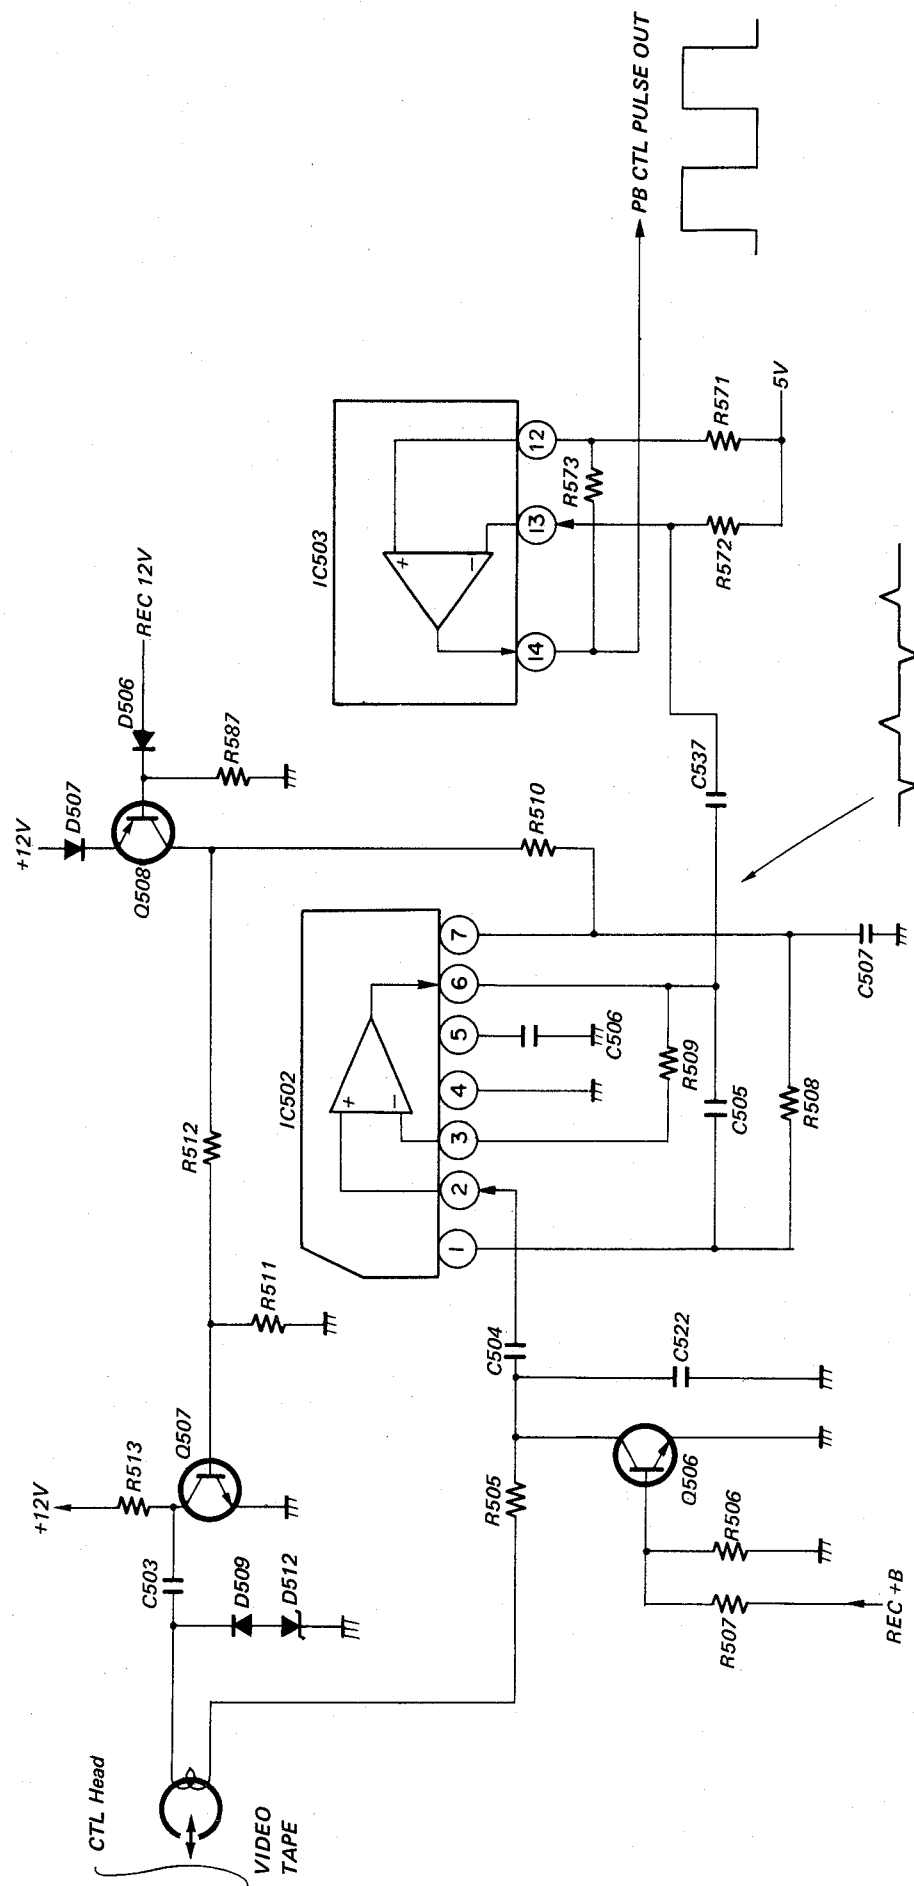 CTL Head
VIDEO
TAPE
+12V
R513
C503
Q507
D509
D512
R511
R512
+12V
D507
Q508
D506
REC 12V
R587
R510
IC502
+
−
1
2
3
4
5
6
7
C506
R509
C505
R508
C507
C504
C522
R505
Q506
R506
R507
REC +B
C537
IC503
+
−
14
13
12
R573
R572
R571
5V
PB CTL PULSE OUT